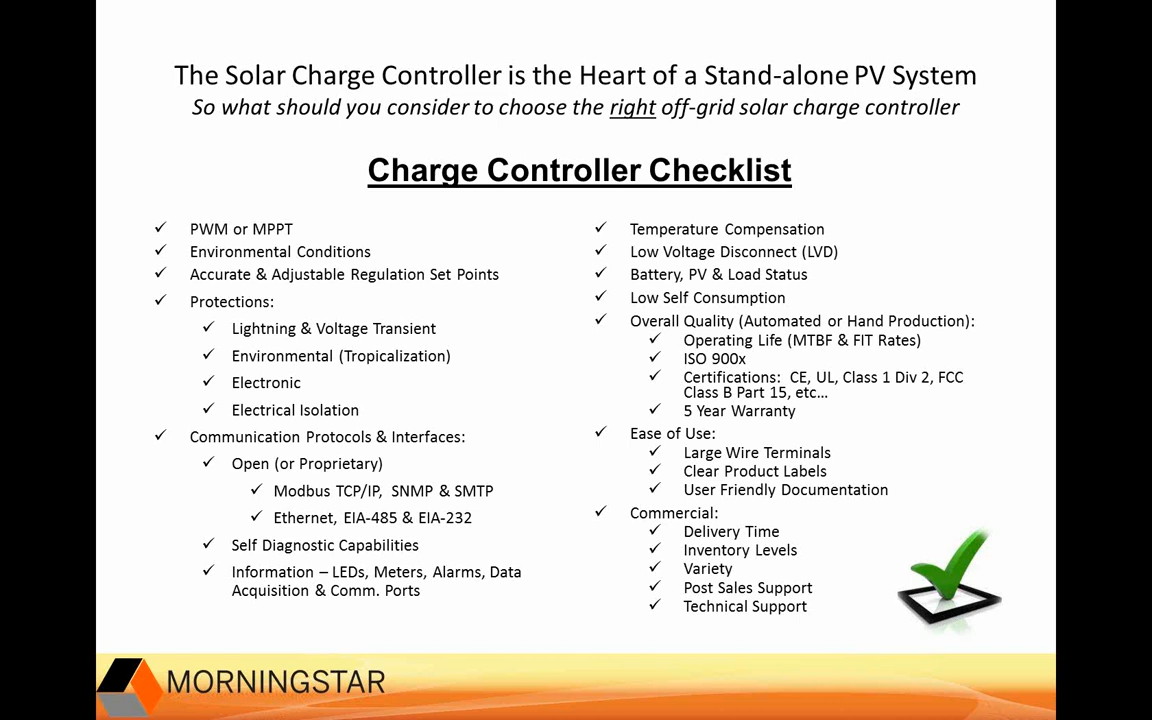 The Solar Charge Controller is the Heart of a Stand-alone PV System
So what should you consider to choose the right off-grid solar charge controller
Charge Controller Checklist
PWM or MPPT
Environmental Conditions
Accurate & Adjustable Regulation Set Points
Protections:
Lightning & Voltage Transient
Environmental (Tropicalization)
Electronic
Electrical Isolation
Communication Protocols & Interfaces:
Open (or Proprietary)
Modbus TCP/IP, SNMP & SMTP
Ethernet, EIA-485 & EIA-232
Self Diagnostic Capabilities
Information – LEDs, Meters, Alarms, Data
Acquisition & Comm. Ports
Temperature Compensation
Low Voltage Disconnect (LVD)
Battery, PV & Load Status
Low Self Consumption
Overall Quality (Automated or Hand Production):
Operating Life (MTBF & FIT Rates)
ISO 900x
Certifications: CE, UL, Class 1 Div 2, FCC
Class B Part 15, etc…
5 Year Warranty
Ease of Use:
Large Wire Terminals
Clear Product Labels
User Friendly Documentation
Commercial:
Delivery Time
Inventory Levels
Variety
Post Sales Support
Technical Support
MORNINGSTAR